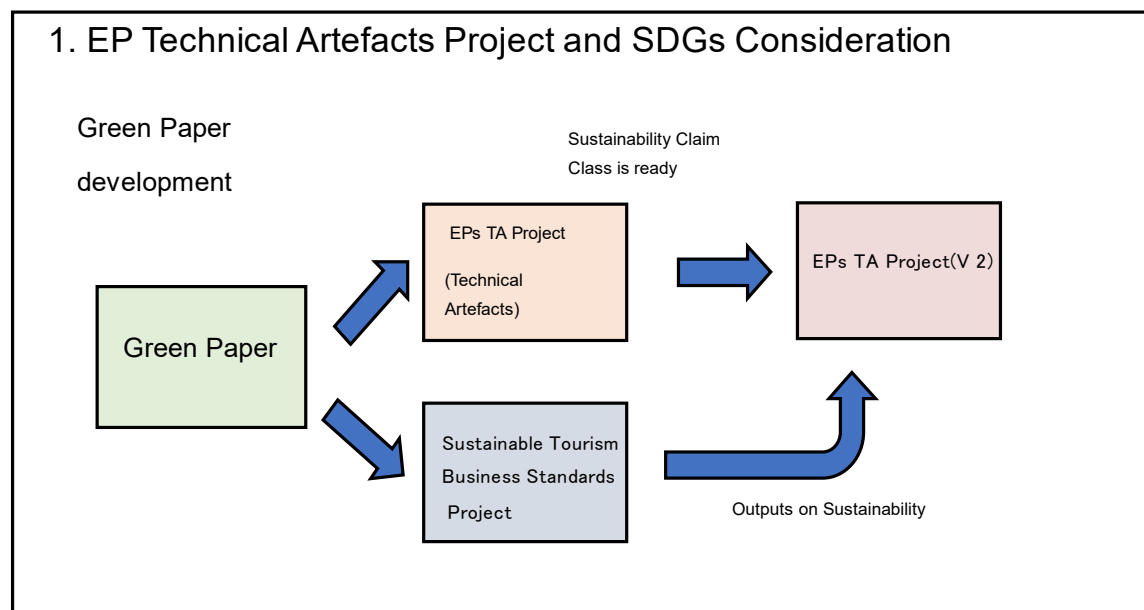 1. EP Technical Artefacts Project and SDGs Consideration
Green Paper
development
Sustainability Claim
Class is ready
EPs TA Project
(Technical
Artefacts)
EPs TA Project(V 2)
Green Paper
Sustainable Tourism
Business Standards
Project
Outputs on Sustainability